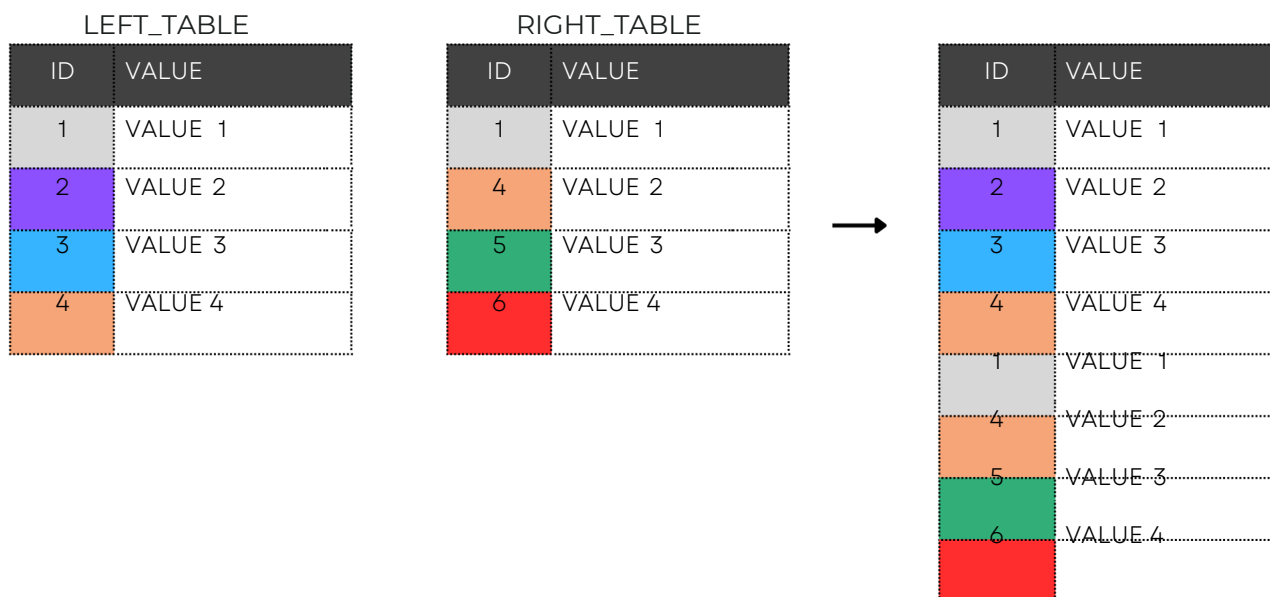 LEFT_TABLE
ID VALUE
1 VALUE 1
2 VALUE 2
3 VALUE 3
4 VALUE 4
RIGHT_TABLE
ID VALUE
1 VALUE 1
4 VALUE 2
5 VALUE 3
6 VALUE 4
ID VALUE
1 VALUE 1
2 VALUE 2
3 VALUE 3
4 VALUE 4
1 VALUE 1
4 VALUE 2
5 VALUE 3
6 VALUE 4